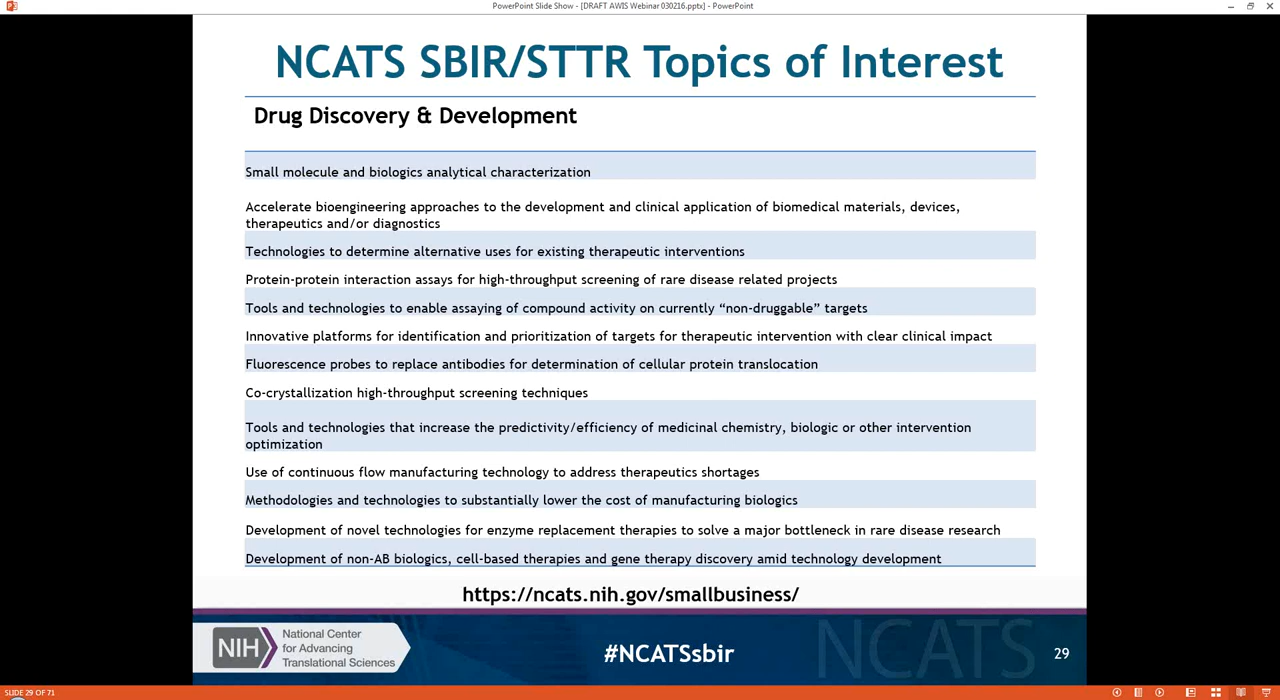 PowerPoint Slide Show - [DRAFT AWIS Webinar 030216.pptx] - PowerPoint
NCATS SBIR/STTR Topics of Interest
Drug Discovery & Development
Small molecule and biologics analytical characterization
Accelerate bioengineering approaches to the development and clinical application of biomedical materials, devices,
therapeutics and/or diagnostics
Technologies to determine alternative uses for existing therapeutic interventions
Protein-protein interaction assays for high-throughput screening of rare disease related projects
Tools and technologies to enable assaying of compound activity on currently “non-druggable” targets
Innovative platforms for identification and prioritization of targets for therapeutic intervention with clear clinical impact
Fluorescence probes to replace antibodies for determination of cellular protein translocation
Co-crystallization high-throughput screening techniques
Tools and technologies that increase the predictivity/efficiency of medicinal chemistry, biologic or other intervention
optimization
Use of continuous flow manufacturing technology to address therapeutics shortages
Methodologies and technologies to substantially lower the cost of manufacturing biologics
Development of novel technologies for enzyme replacement therapies to solve a major bottleneck in rare disease research
Development of non-AB biologics, cell-based therapies and gene therapy discovery amid technology development
https://ncats.nih.gov/smallbusiness/
NIH
National Center
for Advancing
Translational Sciences
#NCATSsbir
NCATS
29
SLIDE 29 OF 71